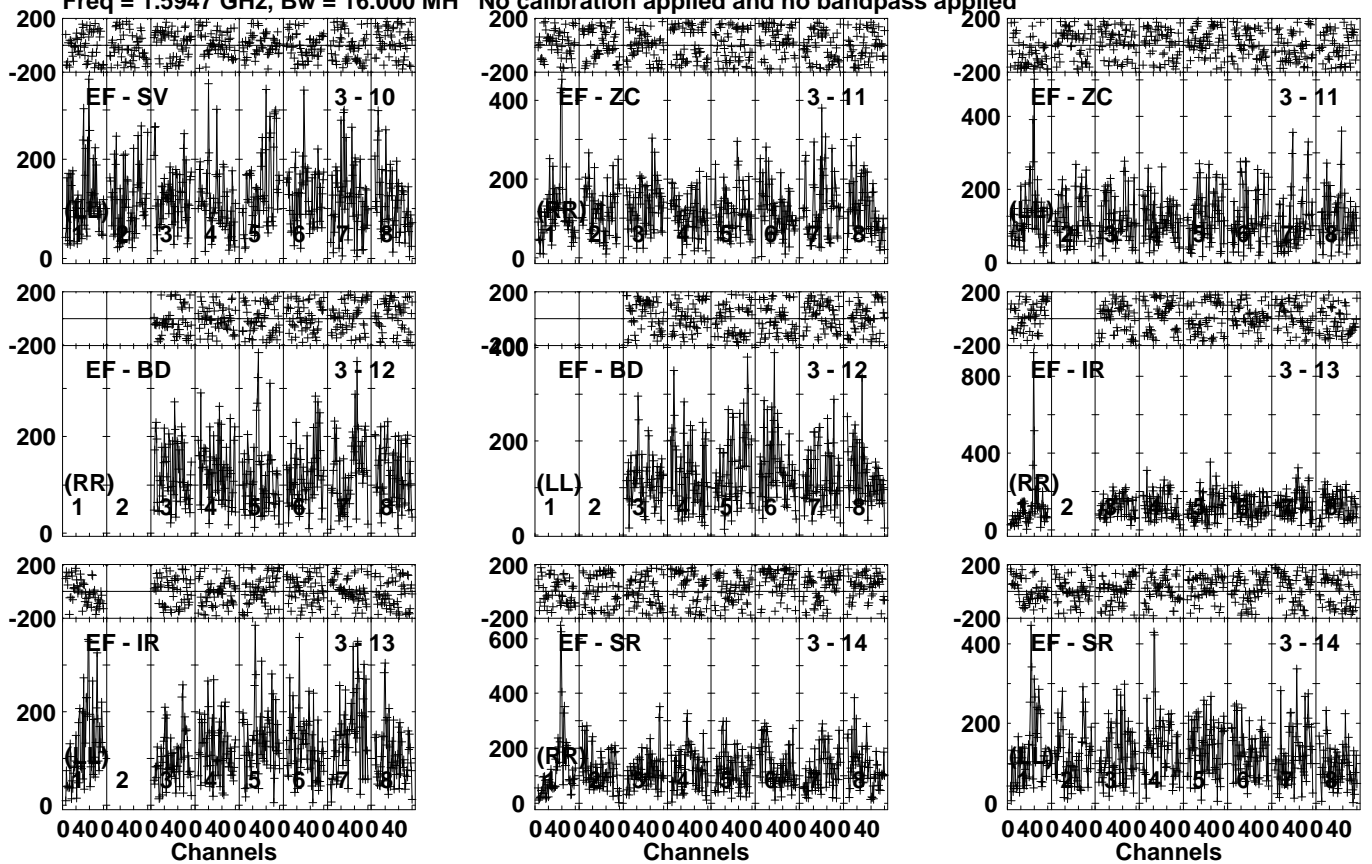 Freq = 1.5947 GHz, Bw = 16.000 MH No calibration applied and no bandpass applied
200 200 200
-200 -200 -200
EF - SV 3 - 10 400 EF - ZC 3 - 11 400 EF - ZC 3 - 11
200 200 200
(LL) (RR) (LL)
1 2 3 4 5 6 7 8 1 2 3 4 5 6 7 8 1 2 3 4 5 6 7 8
0 0 0
200 200 200
-200 -200 -200
400
EF - BD 3 - 12 EF - BD 3 - 12 800 EF - IR 3 - 13
200 200 400
(RR) (LL) (RR)
1 2 3 4 5 6 7 8 1 2 3 4 5 6 7 8 1 2 3 4 5 6 7 8
0 0 0
200 200 200
-200 -200 -200
EF - IR 3 - 13 600 EF - SR 3 - 14 400 EF - SR 3 - 14
400
200 200 200
(LL) (RR) (LL)
1 2 3 4 5 6 7 8 1 2 3 4 5 6 7 8 1 2 3 4 5 6 7 8
0 0 0
0 40 0 40 0 40 0 40 0 40 0 40 0 40 40 0 40 0 40 0 40 0 40 0 40 0 40 0 40 40 0 40 0 40 0 40 0 40 0 40 0 40 0 40 40
Channels Channels Channels